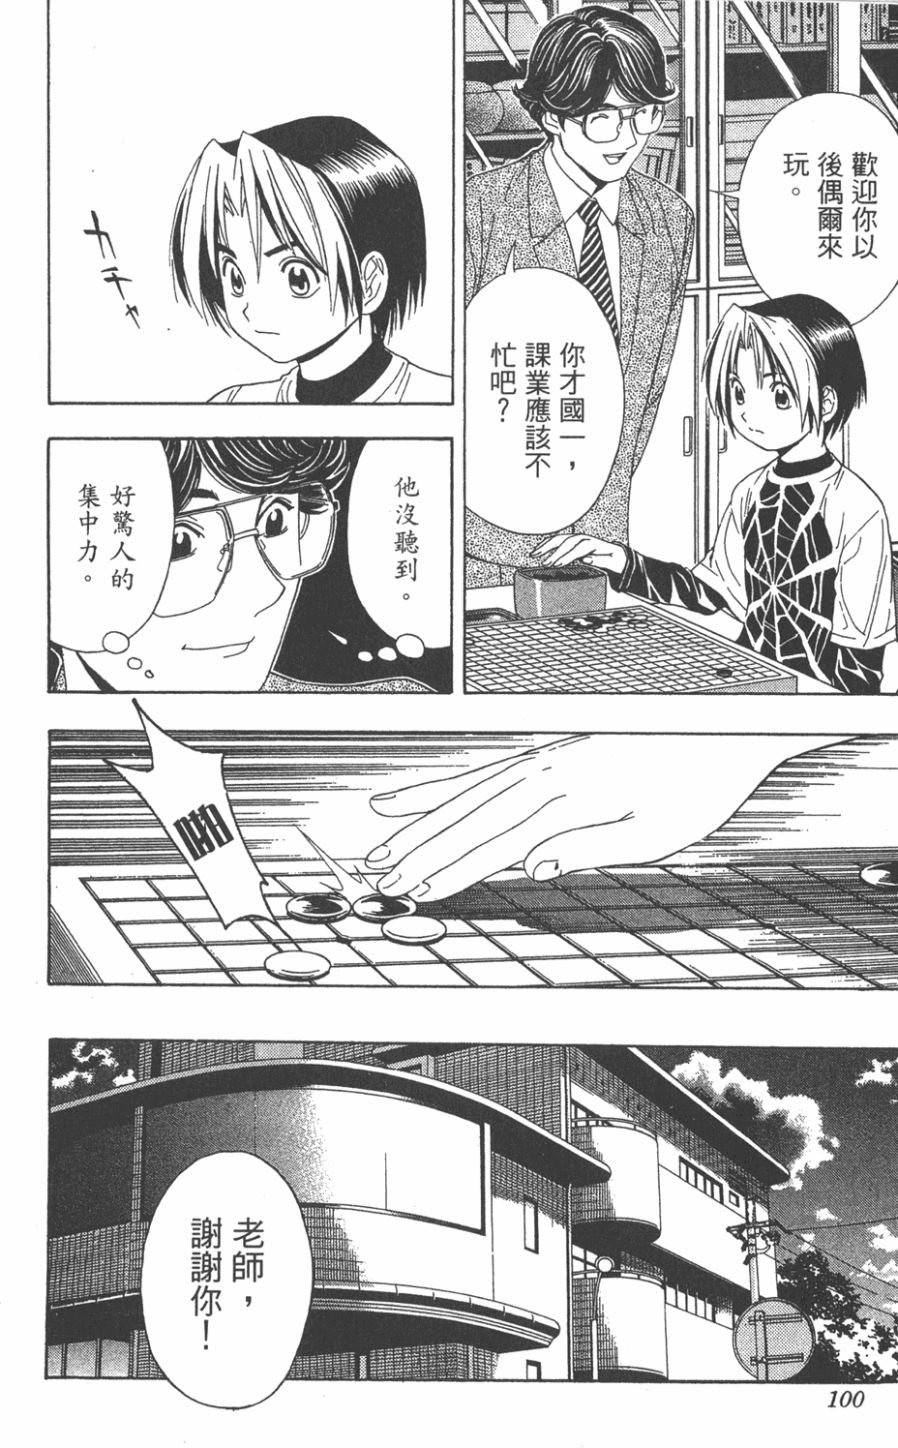 歡迎你以
後偶爾來
玩。
你才國一，
課業應該不
忙吧？
カチャ
他沒聽到。
好驚人的
集中力。
啪
老師，
謝謝你！
100